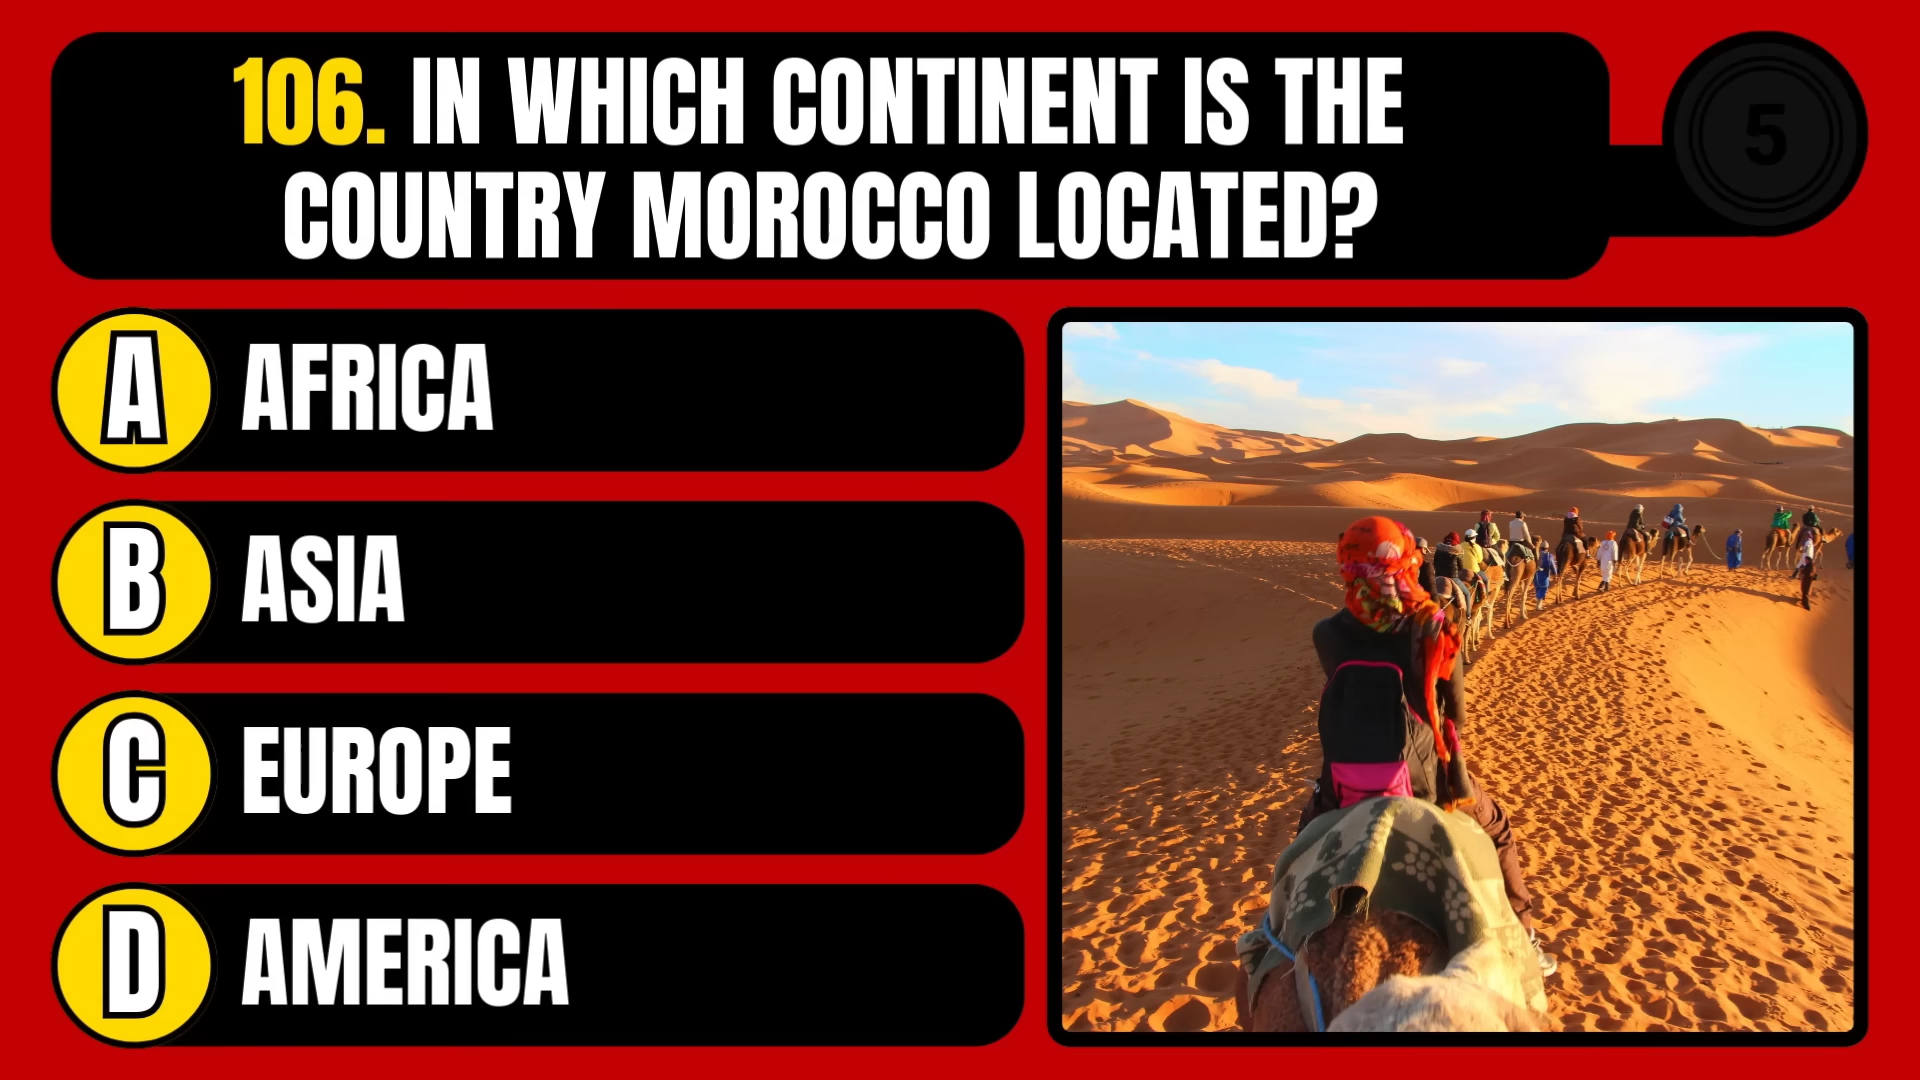 106. IN WHICH CONTINENT IS THE
COUNTRY MOROCCO LOCATED?
5
A AFRICA
B ASIA
C EUROPE
D AMERICA